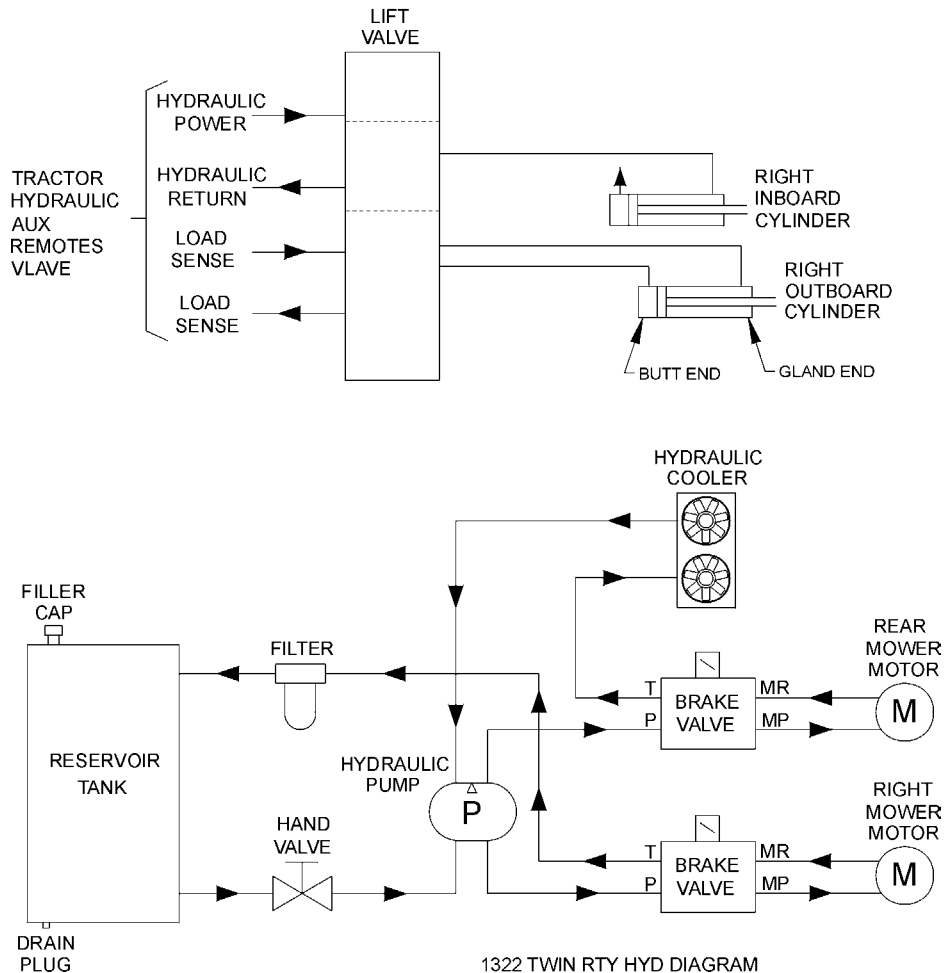 LIFT
VALVE
TRACTOR
HYDRAULIC
AUX
REMOTES
VLAVE
HYDRAULIC
POWER
HYDRAULIC
RETURN
LOAD
SENSE
LOAD
SENSE
RIGHT
INBOARD
CYLINDER
RIGHT
OUTBOARD
CYLINDER
BUTT END
GLAND END
HYDRAULIC
COOLER
FILLER
CAP
FILTER
REAR
MOWER
MOTOR
T
P
BRAKE
VALVE
MR
MP
M
RESERVOIR
TANK
HYDRAULIC
PUMP
P
HAND
VALVE
RIGHT
MOWER
MOTOR
T
P
BRAKE
VALVE
MR
MP
M
DRAIN
PLUG
1322 TWIN RTY HYD DIAGRAM